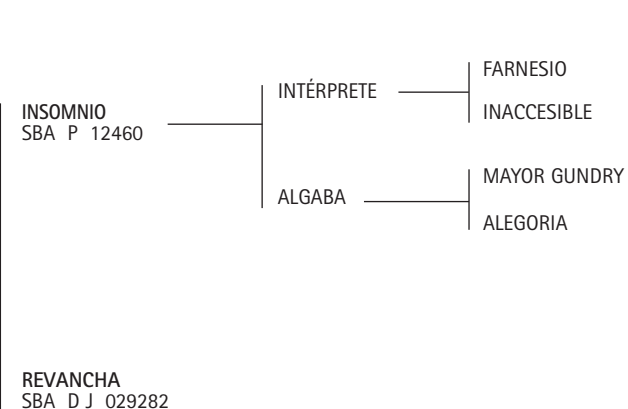 INSOMNIO
SBA P 12460
INTÉRPRETE
FARNESIO
INACCESIBLE
ALGABA
MAYOR GUNDRY
ALEGORIA
REVANCHA
SBA D J 029282